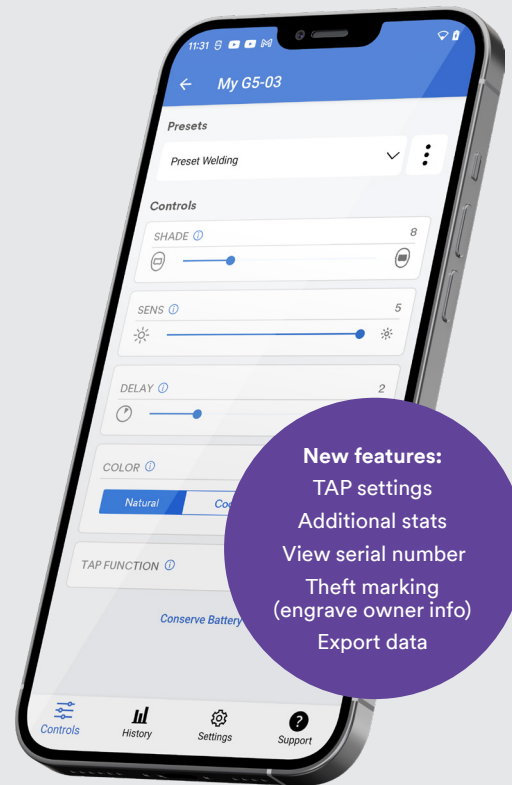 11:31
My G5-03
Presets
Preset Welding
Controls
SHADE
8
SENS
5
DELAY
2
COLOR
Natural
TAP FUNCTION
Conserve Battery
Controls
History
Settings
Support
New features:
TAP settings
Additional stats
View serial number
Theft marking
(engrave owner info)
Export data